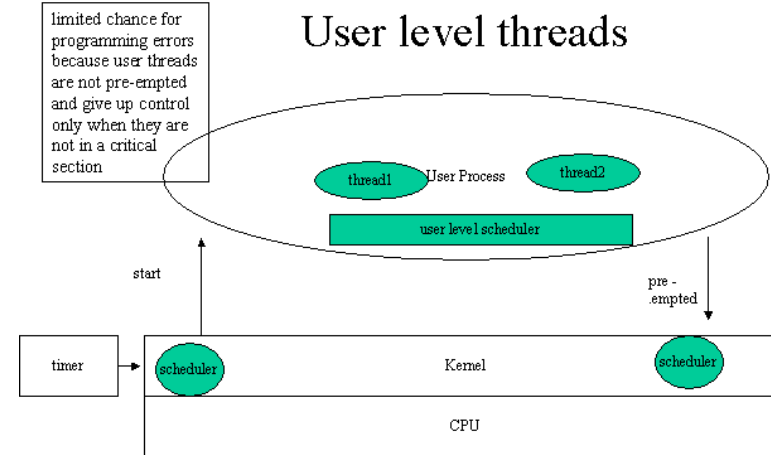 User level threads
limited chance for
programming errors
because user threads
are not pre-empted
and give up control
only when they are
not in a critical
section
thread1
User Process
thread2
user level scheduler
start
pre -
.empted
timer
scheduler
Kernel
scheduler
CPU